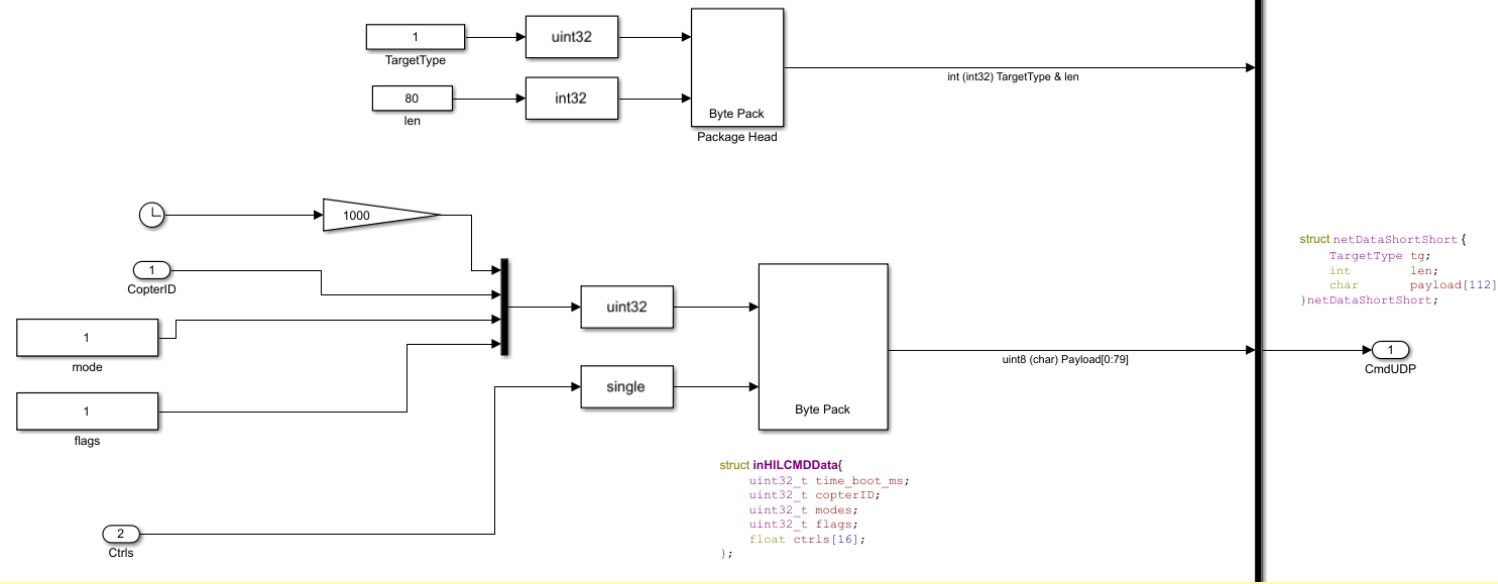 1
uint32
TargetType
Byte Pack
Package Head
int (int32) TargetType & len
80
int32
len
1000
1
CopterID
1
mode
1
flags
uint32
single
Byte Pack
uint8 (char) Payload[0:79]
struct netDataShortShort {
TargetType tg;
int len;
char payload[112]
}netDataShortShort;
1
CmdUDP
struct inHILCMDData{
uint32_t time_boot_ms;
uint32_t copterID;
uint32_t modes;
uint32_t flags;
float ctrls[16];
};
2
Ctrls